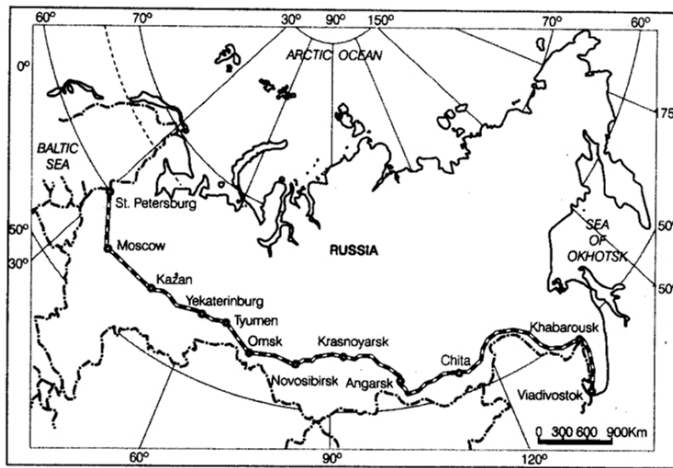 60° 70° 30° 90° 150° 70° 60°
ARCTIC OCEAN
0°
175°
BALTIC
SEA
St. Petersburg
SEA
OF
OKHOTSK
50°
50°
Moscow
RUSSIA
30°
50°
Kazan
Yekaterinburg
Tyumen
Omsk
Krasnoyarsk
Khabarousk
Chita
Novosibirsk
Angarsk
Viadivostok
0 300 600 900Km
60° 90° 120°